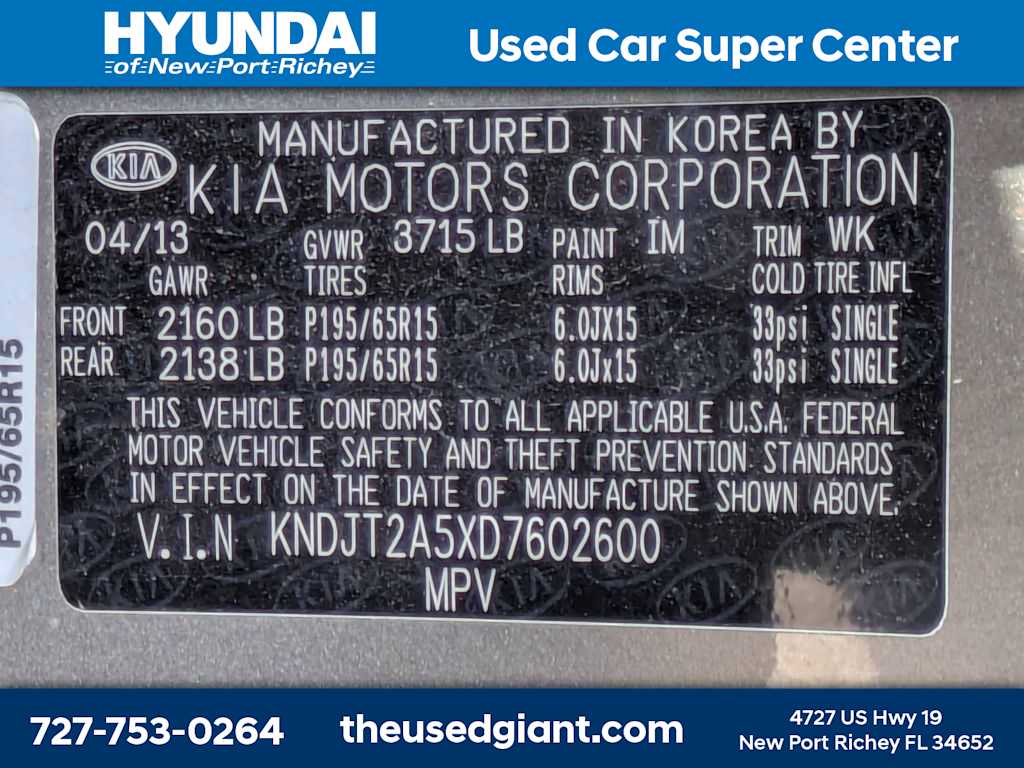 HYUNDAI
of New Port Richey
Used Car Super Center
MANUFACTURED IN KOREA BY
KIA
KIA MOTORS CORPORATION
04/13 GVWR 3715 LB PAINT IM TRIM WK
GAWR TIRES RIMS COLD TIRE INFL
FRONT 2160 LB P195/65R15 6.0JX15 33psi SINGLE
REAR 2138 LB P195/65R15 6.0Jx15 33psi SINGLE
THIS VEHICLE CONFORMS TO ALL APPLICABLE U.S.A. FEDERAL
MOTOR VEHICLE SAFETY AND THEFT PREVENTION STANDARDS
IN EFFECT ON THE DATE OF MANUFACTURE SHOWN ABOVE.
V.I.N KNDJT2A5XD7602600
MPV
P195/65R15
727-753-0264
theusedgiant.com
4727 US Hwy 19
New Port Richey FL 34652